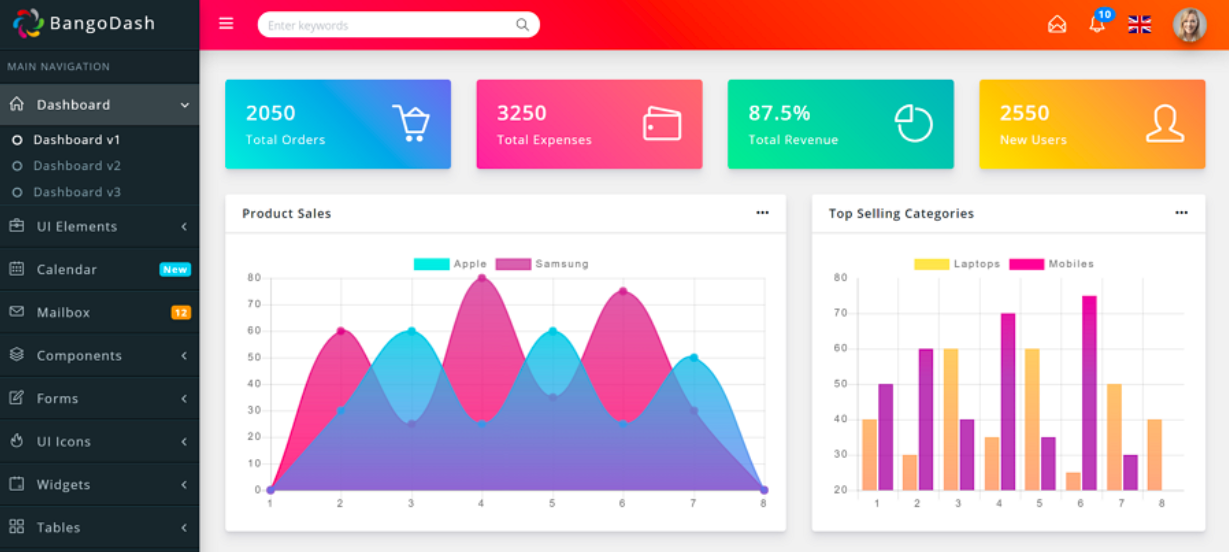 BangoDash
Enter keywords
10
MAIN NAVIGATION
Dashboard
Dashboard v1
Dashboard v2
Dashboard v3
UI Elements
Calendar New
Mailbox 12
Components
Forms
UI Icons
Widgets
Tables
2050
Total Orders
3250
Total Expenses
87.5%
Total Revenue
2550
New Users
Product Sales
Apple Samsung
80
70
60
50
40
30
20
10
0
1 2 3 4 5 6 7 8
Top Selling Categories
Laptops Mobiles
80
70
60
50
40
30
20
1 2 3 4 5 6 7 8